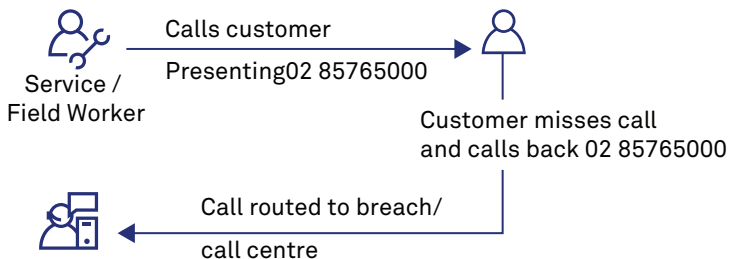 Calls customer
Presenting02 85765000
Service /
Field Worker
Customer misses call
and calls back 02 85765000
Call routed to breach/
call centre